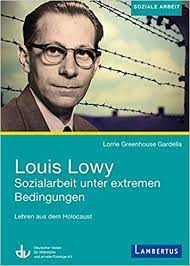 SOZIALE ARBEIT
Lorrie Greenhouse Gardella
Louis Lowy
Sozialarbeit unter extremen
Bedingungen
Lehren aus dem Holocaust
Deutscher Verein
für öffentliche
und private Fürsorge e.V.
LAMBERTUS